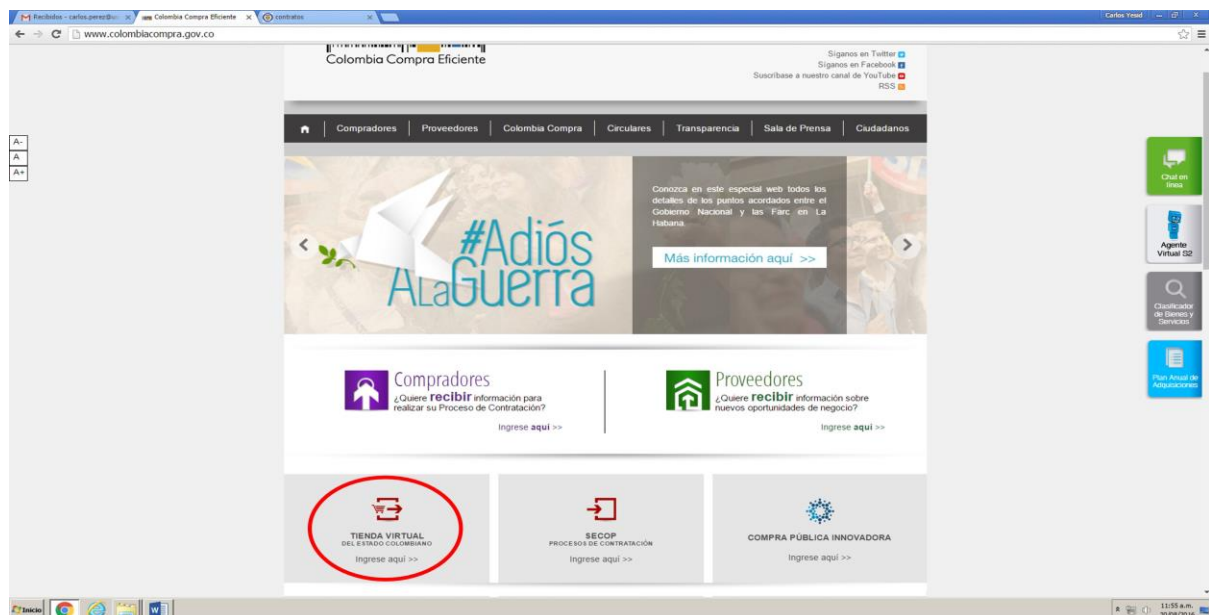 Recibidos - carlos.perez@
Colombia Compra Eficiente
contratos
Carlos Yesid
www.colombiacompra.gov.co
Colombia Compra Eficiente
Síganos en Twitter
Síganos en Facebook
Suscríbase a nuestro canal de YouTube
RSS
Compradores
Proveedores
Colombia Compra
Circulares
Transparencia
Sala de Prensa
Ciudadanos
A-
A
A+
#Adiós
ALaGuerra
Conozca en este especial web todos los
detalles de los puntos acordados entre el
Gobierno Nacional y las Farc en La
Habana
Más información aquí >>
Chat en
línea
Agente
Virtual S2
Clasificador
de Bienes y
Servicios
Plan Anual de
Adquisiciones
Compradores
¿Quiere recibir información para
realizar su Proceso de Contratación?
Ingrese aquí >>
Proveedores
¿Quiere recibir información sobre
nuevos oportunidades de negocio?
Ingrese aquí >>
TIENDA VIRTUAL
DEL ESTADO COLOMBIANO
Ingrese aquí >>
SECOP
PROCESOS DE CONTRATACIÓN
Ingrese aquí >>
COMPRA PÚBLICA INNOVADORA
Ingrese aquí >>
Inicio
11:55 a.m.